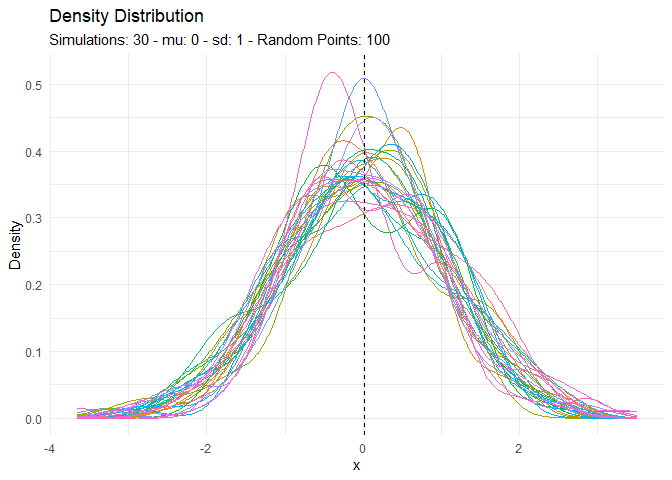 Density Distribution
Simulations: 30 - mu: 0 - sd: 1 - Random Points: 100
Density
0.5
0.4
0.3
0.2
0.1
0.0
-4
-2
0
2
x